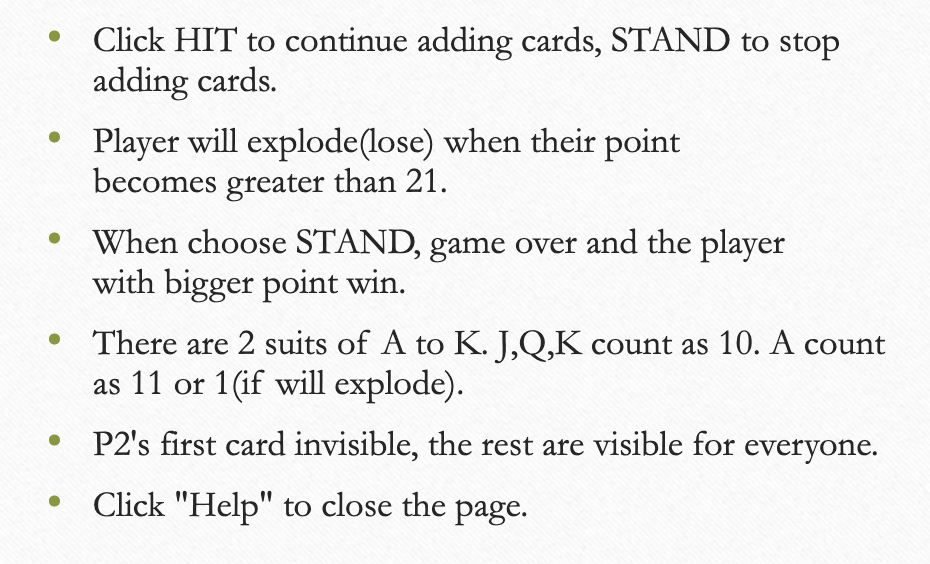 • Click HIT to continue adding cards, STAND to stop
adding cards.
• Player will explode(lose) when their point
becomes greater than 21.
• When choose STAND, game over and the player
with bigger point win.
• There are 2 suits of A to K. J,Q,K count as 10. A count
as 11 or 1(if will explode).
• P2's first card invisible, the rest are visible for everyone.
• Click "Help" to close the page.